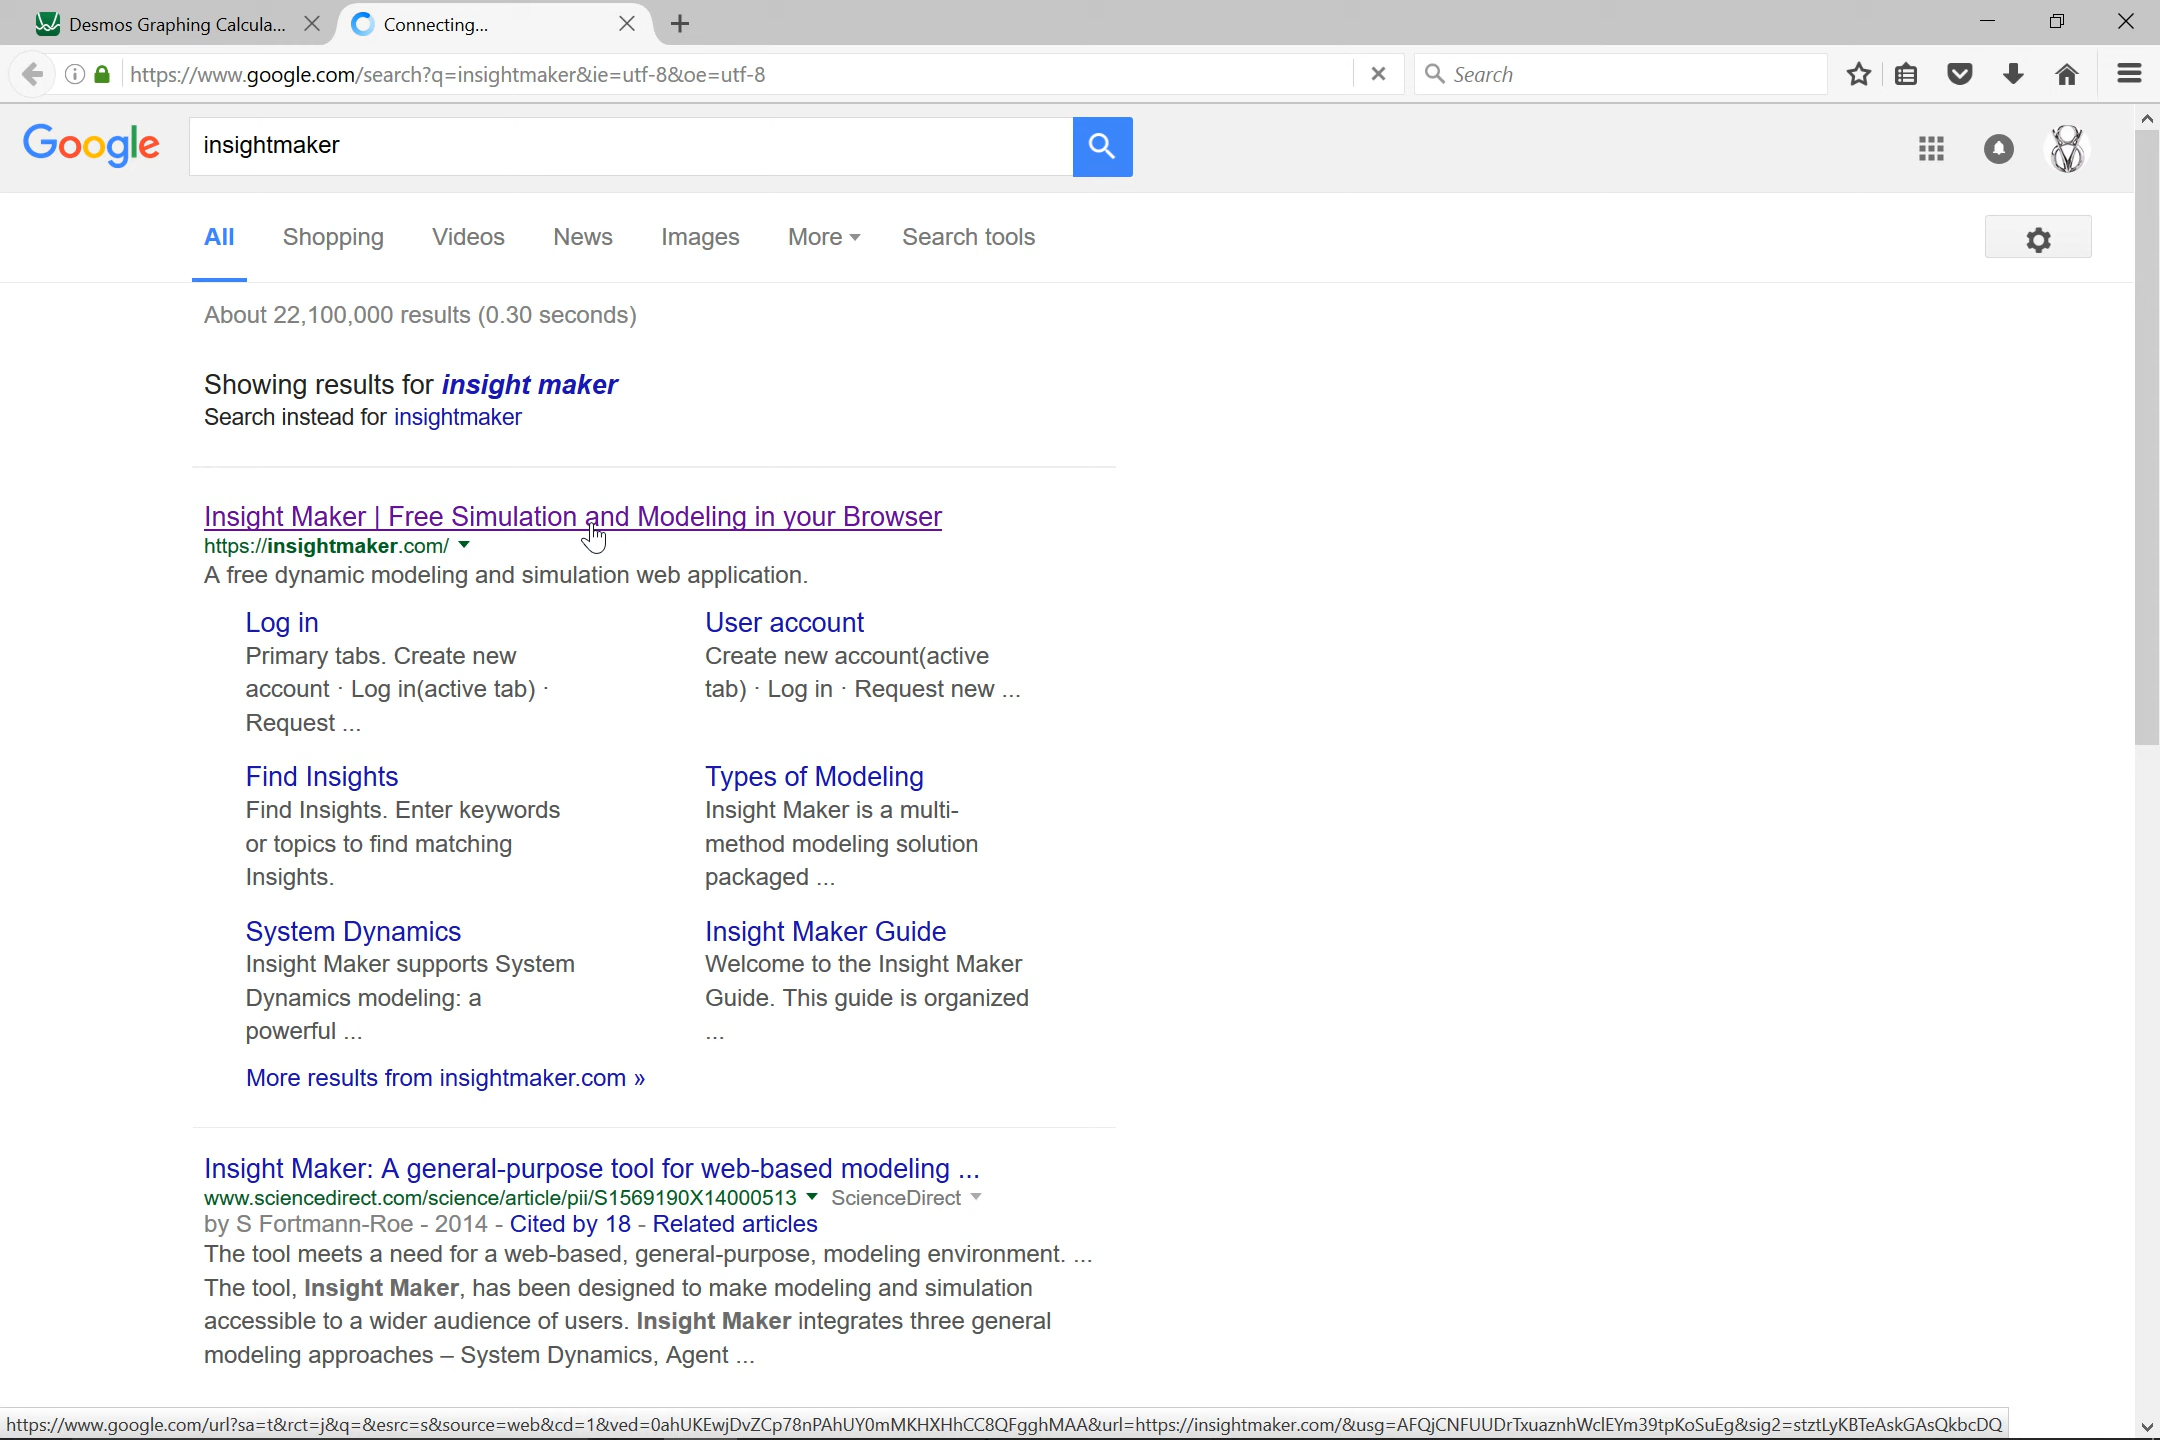 Desmos Graphing Calcula...
Connecting...
https://www.google.com/search?q=insightmaker&ie=utf-8&oe=utf-8
Search
Google
insightmaker
All Shopping Videos News Images More Search tools
About 22,100,000 results (0.30 seconds)
Showing results for insight maker
Search instead for insightmaker
Insight Maker | Free Simulation and Modeling in your Browser
https://insightmaker.com/
A free dynamic modeling and simulation web application.
Log in
Primary tabs. Create new
account · Log in(active tab) ·
Request ...
User account
Create new account(active
tab) · Log in · Request new ...
Find Insights
Find Insights. Enter keywords
or topics to find matching
Insights.
Types of Modeling
Insight Maker is a multi-
method modeling solution
packaged ...
System Dynamics
Insight Maker supports System
Dynamics modeling: a
powerful ...
Insight Maker Guide
Welcome to the Insight Maker
Guide. This guide is organized
...
More results from insightmaker.com »
Insight Maker: A general-purpose tool for web-based modeling ...
www.sciencedirect.com/science/article/pii/S1569190X14000513 ScienceDirect
by S Fortmann-Roe - 2014 - Cited by 18 - Related articles
The tool meets a need for a web-based, general-purpose, modeling environment. ...
The tool, Insight Maker, has been designed to make modeling and simulation
accessible to a wider audience of users. Insight Maker integrates three general
modeling approaches – System Dynamics, Agent ...
https://www.google.com/url?sa=t&rct=j&q=&esrc=s&source=web&cd=1&ved=0ahUKEwjDvZCp78nPAhUY0mMKHXHhCC8QFgghMAA&url=https://insightmaker.com/&usg=AFQjCNFUUDrTxuaznhWclEYm39tpKoSuEg&sig2=stztLyKBTeAskGAsQkbcDQ